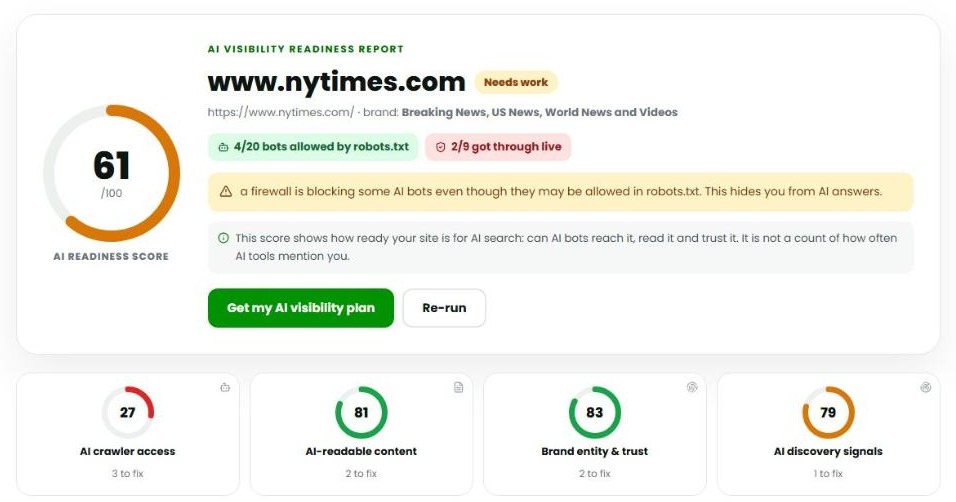 AI VISIBILITY READINESS REPORT
www.nytimes.com Needs work
https://www.nytimes.com/ · brand: Breaking News, US News, World News and Videos
4/20 bots allowed by robots.txt 2/9 got through live
61
/100
AI READINESS SCORE
a firewall is blocking some AI bots even though they may be allowed in robots.txt. This hides you from AI answers.
This score shows how ready your site is for AI search: can AI bots reach it, read it and trust it. It is not a count of how often
AI tools mention you.
Get my AI visibility plan Re-run
27
AI crawler access
3 to fix
81
AI-readable content
2 to fix
83
Brand entity & trust
2 to fix
79
AI discovery signals
1 to fix